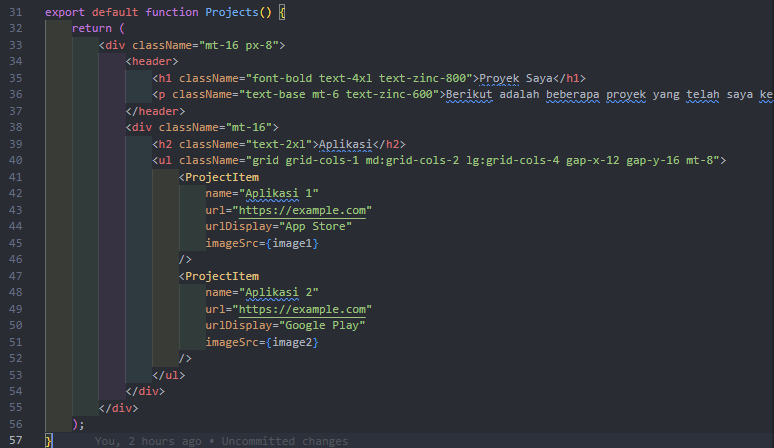 31 export default function Projects() {
32     return (
33         <div className="mt-16 px-8">
34             <header>
35                 <h1 className="font-bold text-4xl text-zinc-800">Proyek Saya</h1>
36                 <p className="text-base mt-6 text-zinc-600">Berikut adalah beberapa proyek yang telah saya ke
37             </header>
38             <div className="mt-16">
39                 <h2 className="text-2xl">Aplikasi</h2>
40                 <ul className="grid grid-cols-1 md:grid-cols-2 lg:grid-cols-4 gap-x-12 gap-y-16 mt-8">
41                     <ProjectItem
42                         name="Aplikasi 1"
43                         url="https://example.com"
44                         urlDisplay="App Store"
45                         imageSrc={image1}
46                     />
47                     <ProjectItem
48                         name="Aplikasi 2"
49                         url="https://example.com"
50                         urlDisplay="Google Play"
51                         imageSrc={image2}
52                     />
53                 </ul>
54             </div>
55         </div>
56     );
57 }     You, 2 hours ago • Uncommitted changes